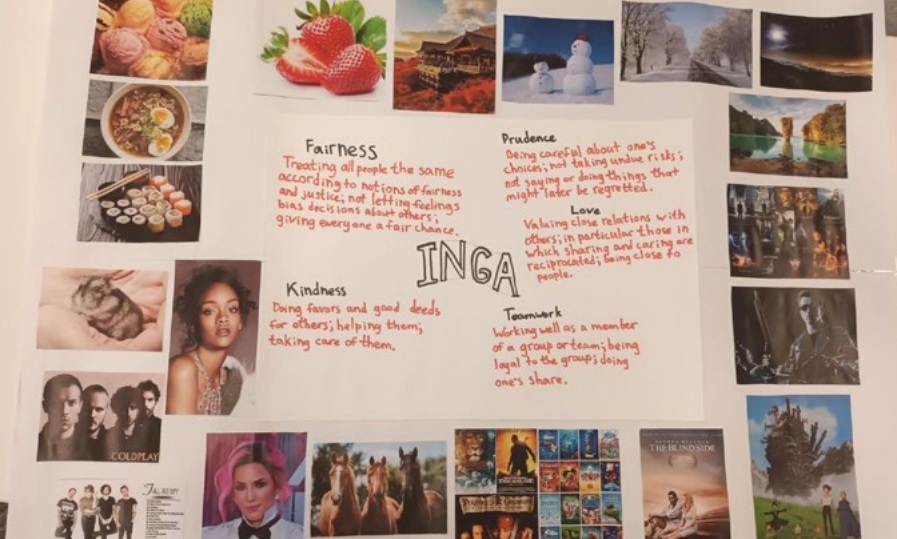 Fairness
Treating all people the same
according to notions of fairness
and justice; not letting feelings
bias decisions about others;
giving everyone a fair chance.
Prudence
Being careful about one's
choices; not taking undue risks;
not saying or doing things that
might later be regretted.
Love
Valuing close relations with
others; in particular those in
which sharing and caring are
reciprocated; being close to
people.
INGA
Kindness
Doing favors and good deeds
for others; helping them;
taking care of them.
Teamwork
Working well as a member
of a group or team; being
loyal to the group; doing
one's share.
COLDPLAY
THE BLIND SIDE